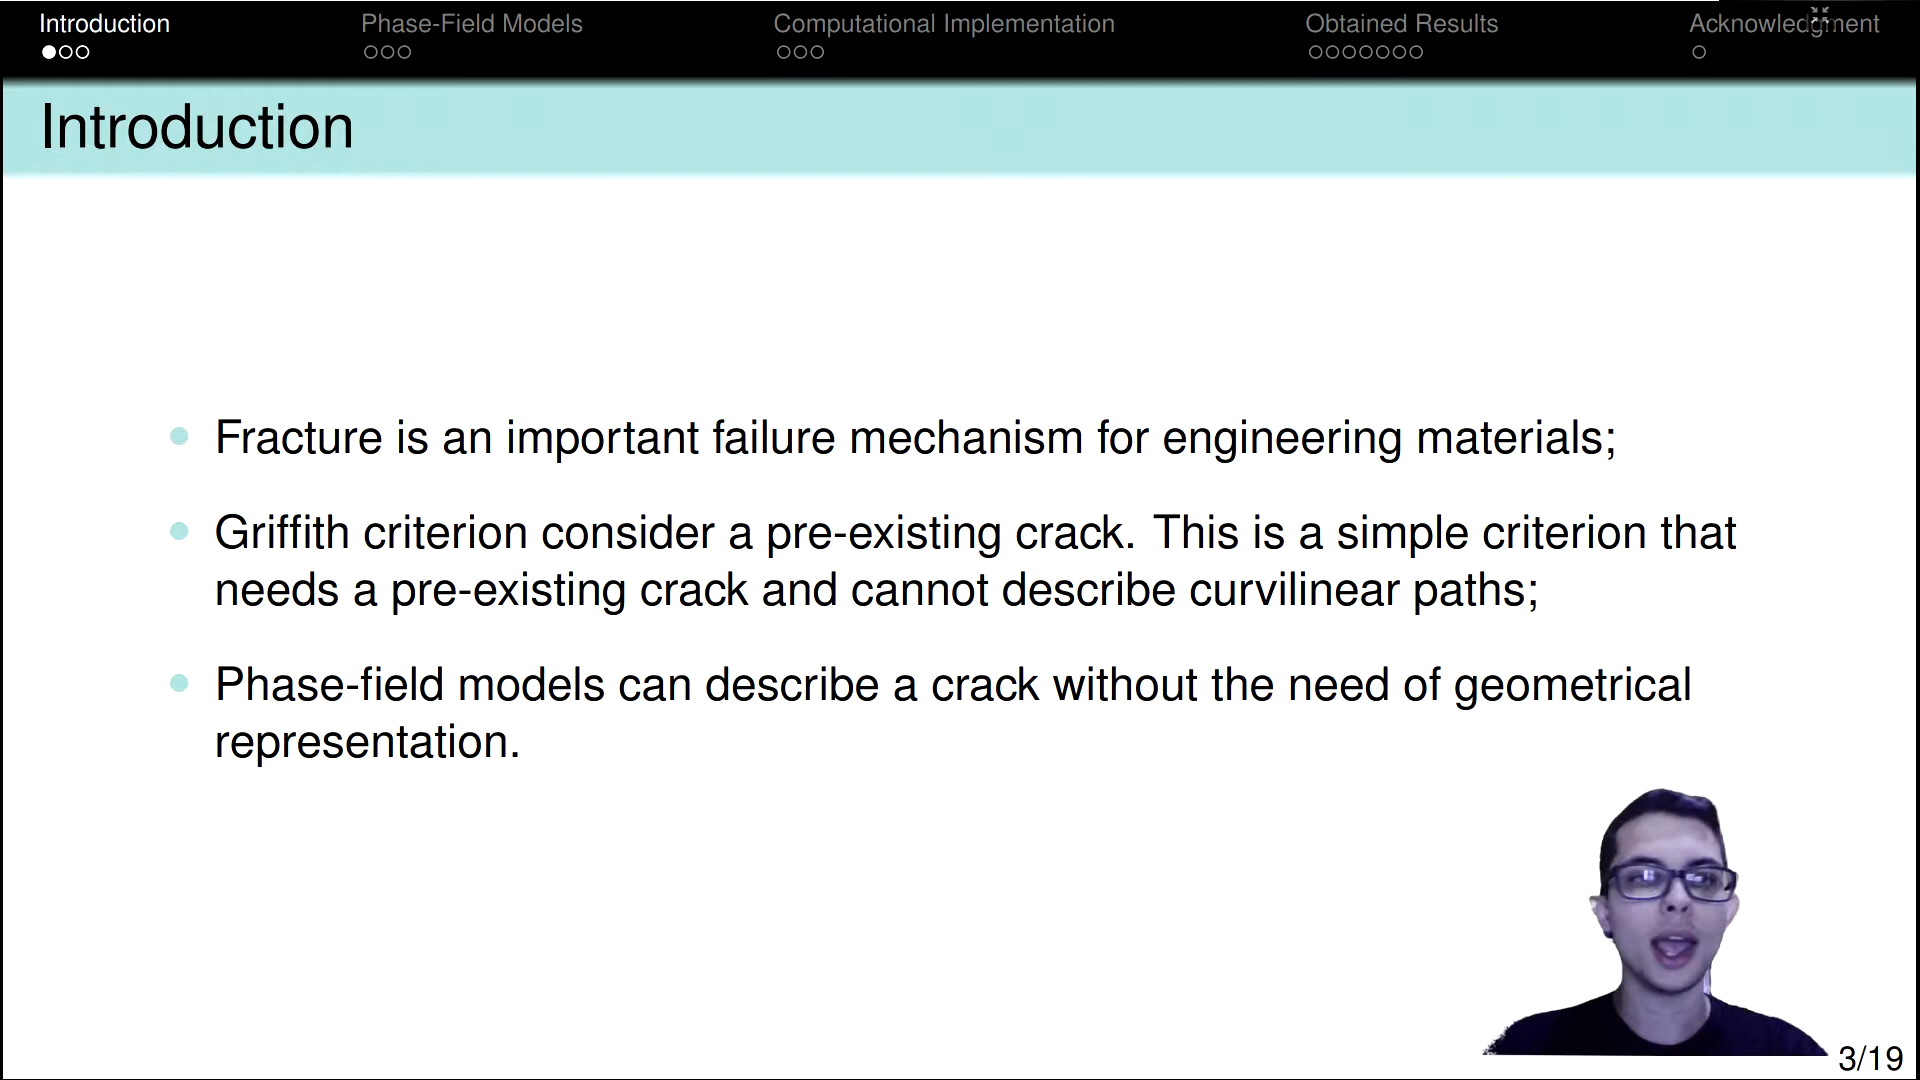 Introduction
Phase-Field Models
Computational Implementation
Obtained Results
Acknowledgment
Introduction
Fracture is an important failure mechanism for engineering materials;
Griffith criterion consider a pre-existing crack. This is a simple criterion that
needs a pre-existing crack and cannot describe curvilinear paths;
Phase-field models can describe a crack without the need of geometrical
representation.
3/19